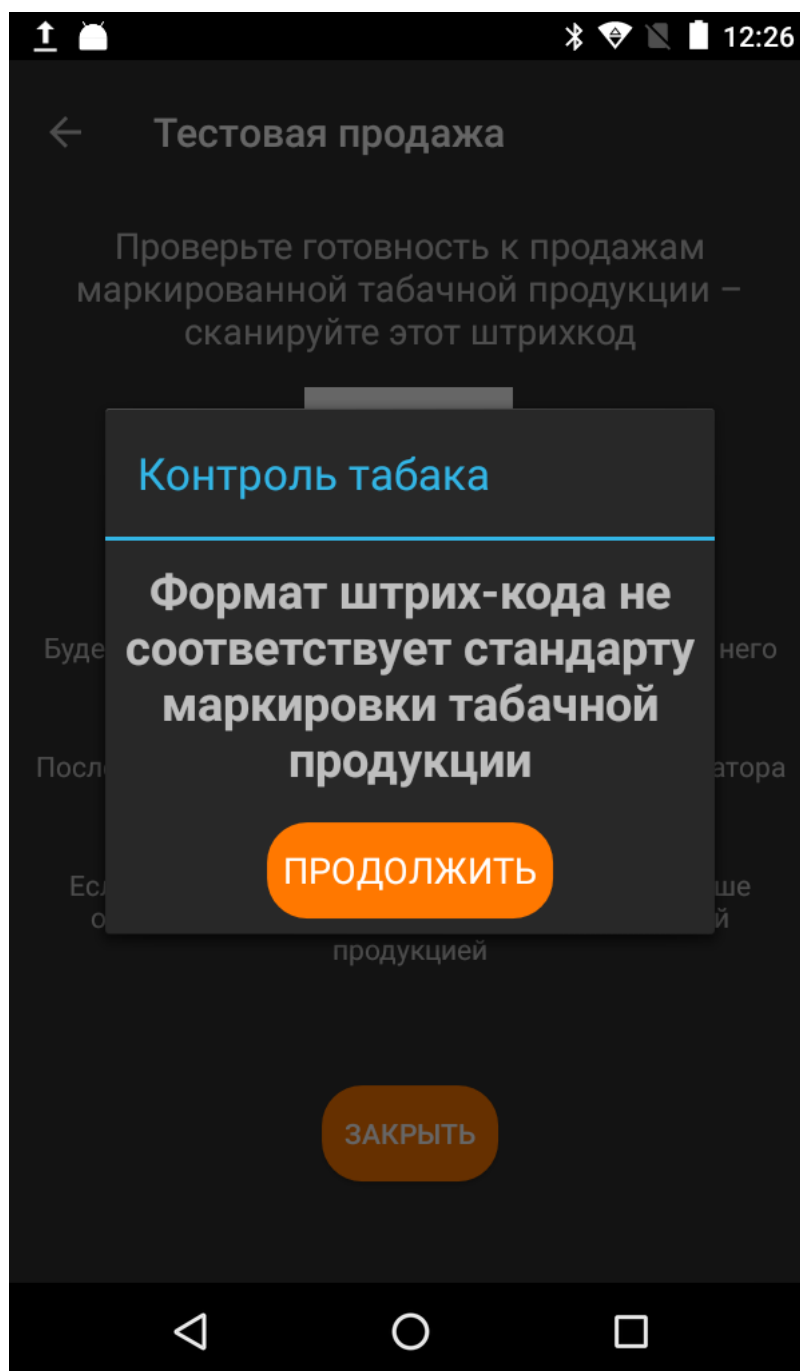 12:26
Тестовая продажа
Проверьте готовность к продажам
маркированной табачной продукции –
сканируйте этот штрихкод
Контроль табака
Формат штрих-кода не
соответствует стандарту
маркировки табачной
продукции
него
ПРОДОЛЖИТЬ
продукцией
ЗАКРЫТЬ